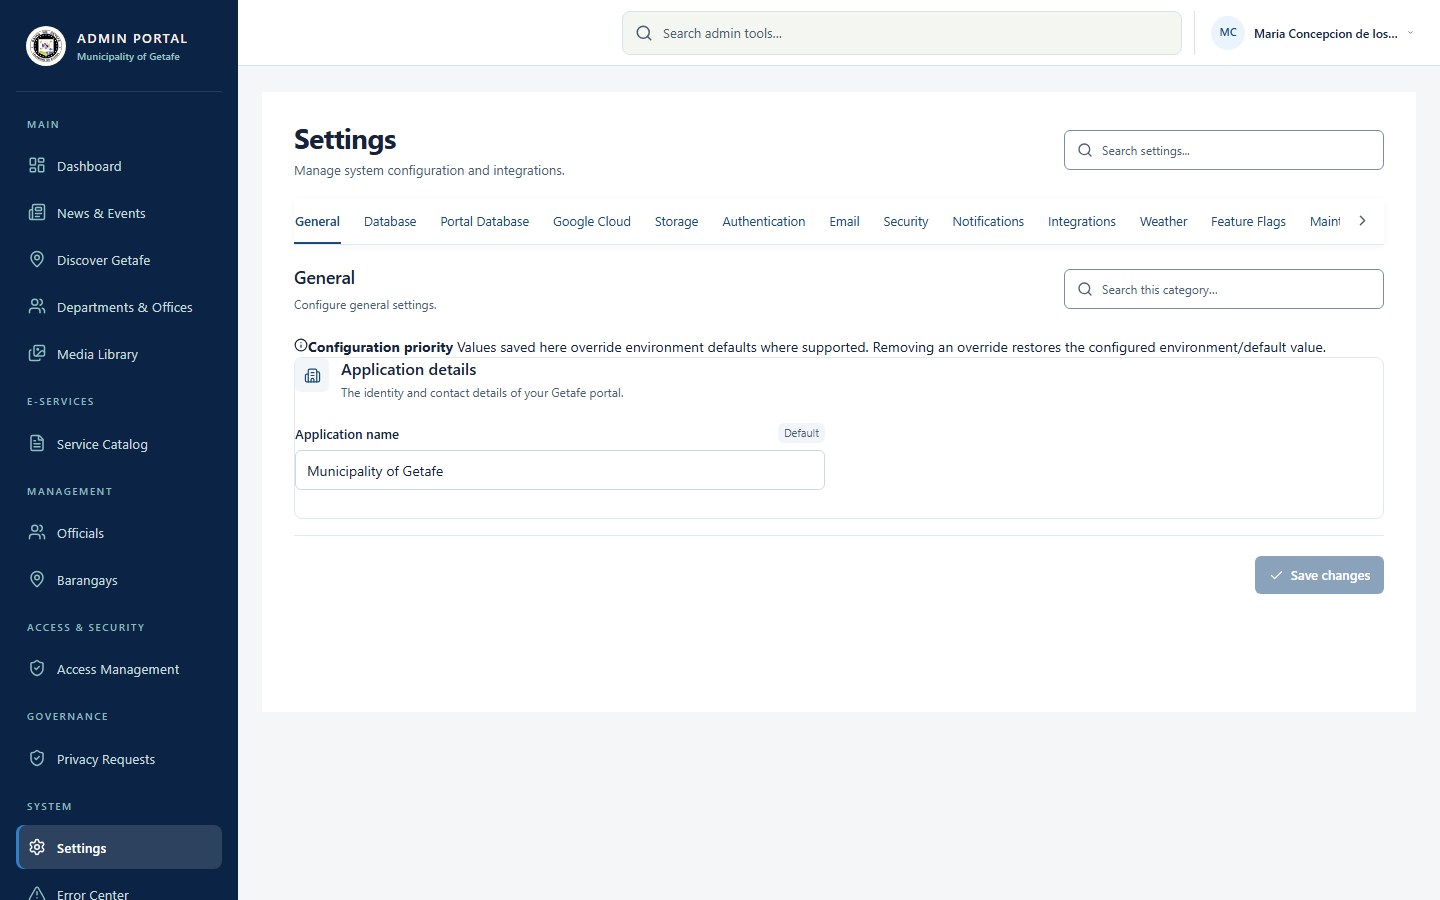 ADMIN PORTAL
Municipality of Getafe
Search admin tools...
MC
Maria Concepcion de los...
MAIN
Dashboard
News & Events
Discover Getafe
Departments & Offices
Media Library
E-SERVICES
Service Catalog
MANAGEMENT
Officials
Barangays
ACCESS & SECURITY
Access Management
GOVERNANCE
Privacy Requests
SYSTEM
Settings
Error Center
Settings
Manage system configuration and integrations.
Search settings...
General Database Portal Database Google Cloud Storage Authentication Email Security Notifications Integrations Weather Feature Flags Maint
General
Configure general settings.
Search this category...
Configuration priority Values saved here override environment defaults where supported. Removing an override restores the configured environment/default value.
Application details
The identity and contact details of your Getafe portal.
Application name
Default
Municipality of Getafe
Save changes